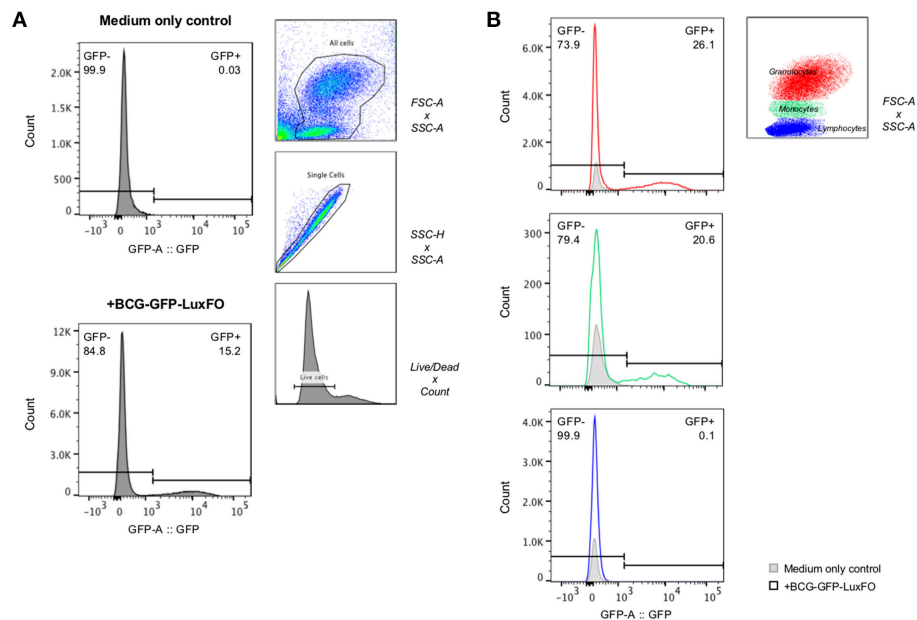 A
Medium only control
GFP-
99.9
GFP+
0.03
2.0K
1.5K
1.0K
500
0
Count
-10³ 0 10³ 10⁴ 10⁵
GFP-A :: GFP
All cells
FSC-A
x
SSC-A
Single Cells
SSC-H
x
SSC-A
+BCG-GFP-LuxFO
GFP-
84.8
GFP+
15.2
12K
9.0K
6.0K
3.0K
0
Count
-10³ 0 10³ 10⁴ 10⁵
GFP-A :: GFP
Live cells
Live/Dead
x
Count
B
GFP-
73.9
GFP+
26.1
6.0K
4.0K
2.0K
0
Count
Granulocytes
Monocytes
Lymphocytes
FSC-A
x
SSC-A
GFP-
79.4
GFP+
20.6
300
200
100
0
Count
GFP-
99.9
GFP+
0.1
4.0K
3.0K
2.0K
1.0K
0
Count
-10³ 0 10³ 10⁴ 10⁵
GFP-A :: GFP
Medium only control
+BCG-GFP-LuxFO